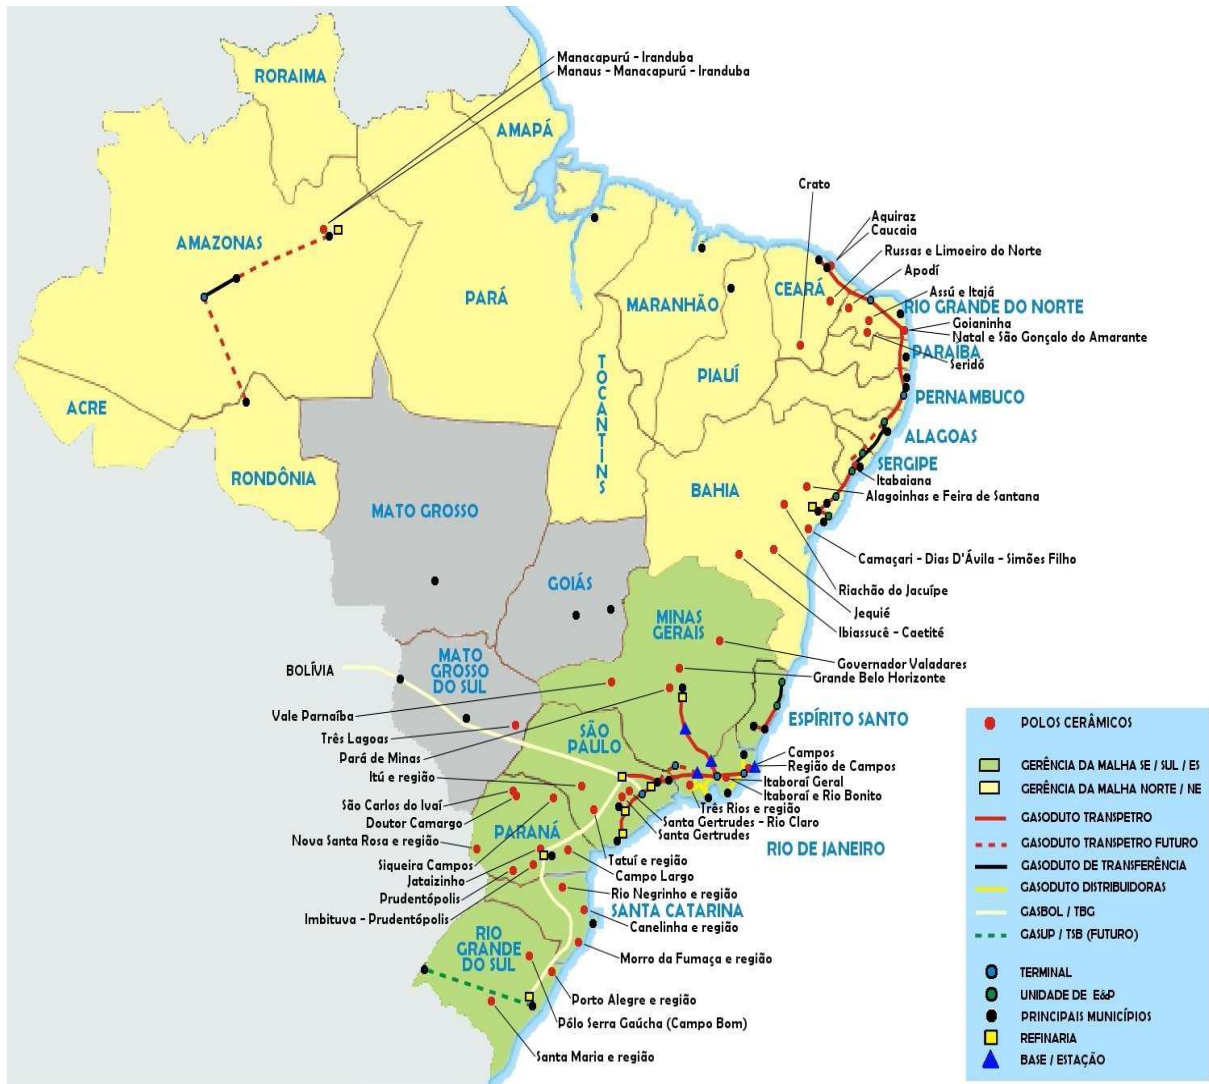 Manacapurú - Iranduba
Manaus - Manacapurú - Iranduba
RORAIMA
AMAPÁ
Crato
Aquiraz
Caucaia
Russas e Limoeiro do Norte
Apodí
Assú e Itajá
RIO GRANDE DO NORTE
Goianinha
Natal e São Gonçalo do Amarante
PARAÍBA
Seridó
AMAZONAS
PARÁ
MARANHÃO
CEARÁ
TOCANTINS
PIAUÍ
PERNAMBUCO
ACRE
ALAGOAS
SERGIPE
Itabaiana
RONDÔNIA
BAHIA
Alagoinhas e Feira de Santana
MATO GROSSO
Camaçari - Dias D'Ávila - Simões Filho
GOIÁS
Riachão do Jacuípe
Jequié
Ibiassucê - Caetité
MINAS
GERAIS
Governador Valadares
Grande Belo Horizonte
BOLÍVIA
MATO
GROSSO
DO SUL
Vale Parnaíba
Três Lagoas
Pará de Minas
SÃO
PAULO
ESPÍRITO SANTO
Campos
Região de Campos
Itaboraí Geral
Itaboraí e Rio Bonito
Três Rios e região
Santa Gertrudes - Rio Claro
Santa Gertrudes
RIO DE JANEIRO
Itú e região
São Carlos do Ivaí
Doutor Camargo
Nova Santa Rosa e região
PARANÁ
Siqueira Campos
Jataizinho
Prudentópolis
Imbituva - Prudentópolis
Tatuí e região
Campo Largo
Rio Negrinho e região
SANTA CATARINA
Canelinha e região
RIO
GRANDE
DO SUL
Morro da Fumaça e região
Porto Alegre e região
Pólo Serra Gaúcha (Campo Bom)
Santa Maria e região
POLOS CERÂMICOS
GERÊNCIA DA MALHA SE / SUL / ES
GERÊNCIA DA MALHA NORTE / NE
GASODUTO TRANSPETRO
GASODUTO TRANSPETRO FUTURO
GASODUTO DE TRANSFERÊNCIA
GASODUTO DISTRIBUIDORAS
GASBOL / TBG
GASUP / TSB (FUTURO)
TERMINAL
UNIDADE DE E&P
PRINCIPAIS MUNICÍPIOS
REFINARIA
BASE / ESTAÇÃO